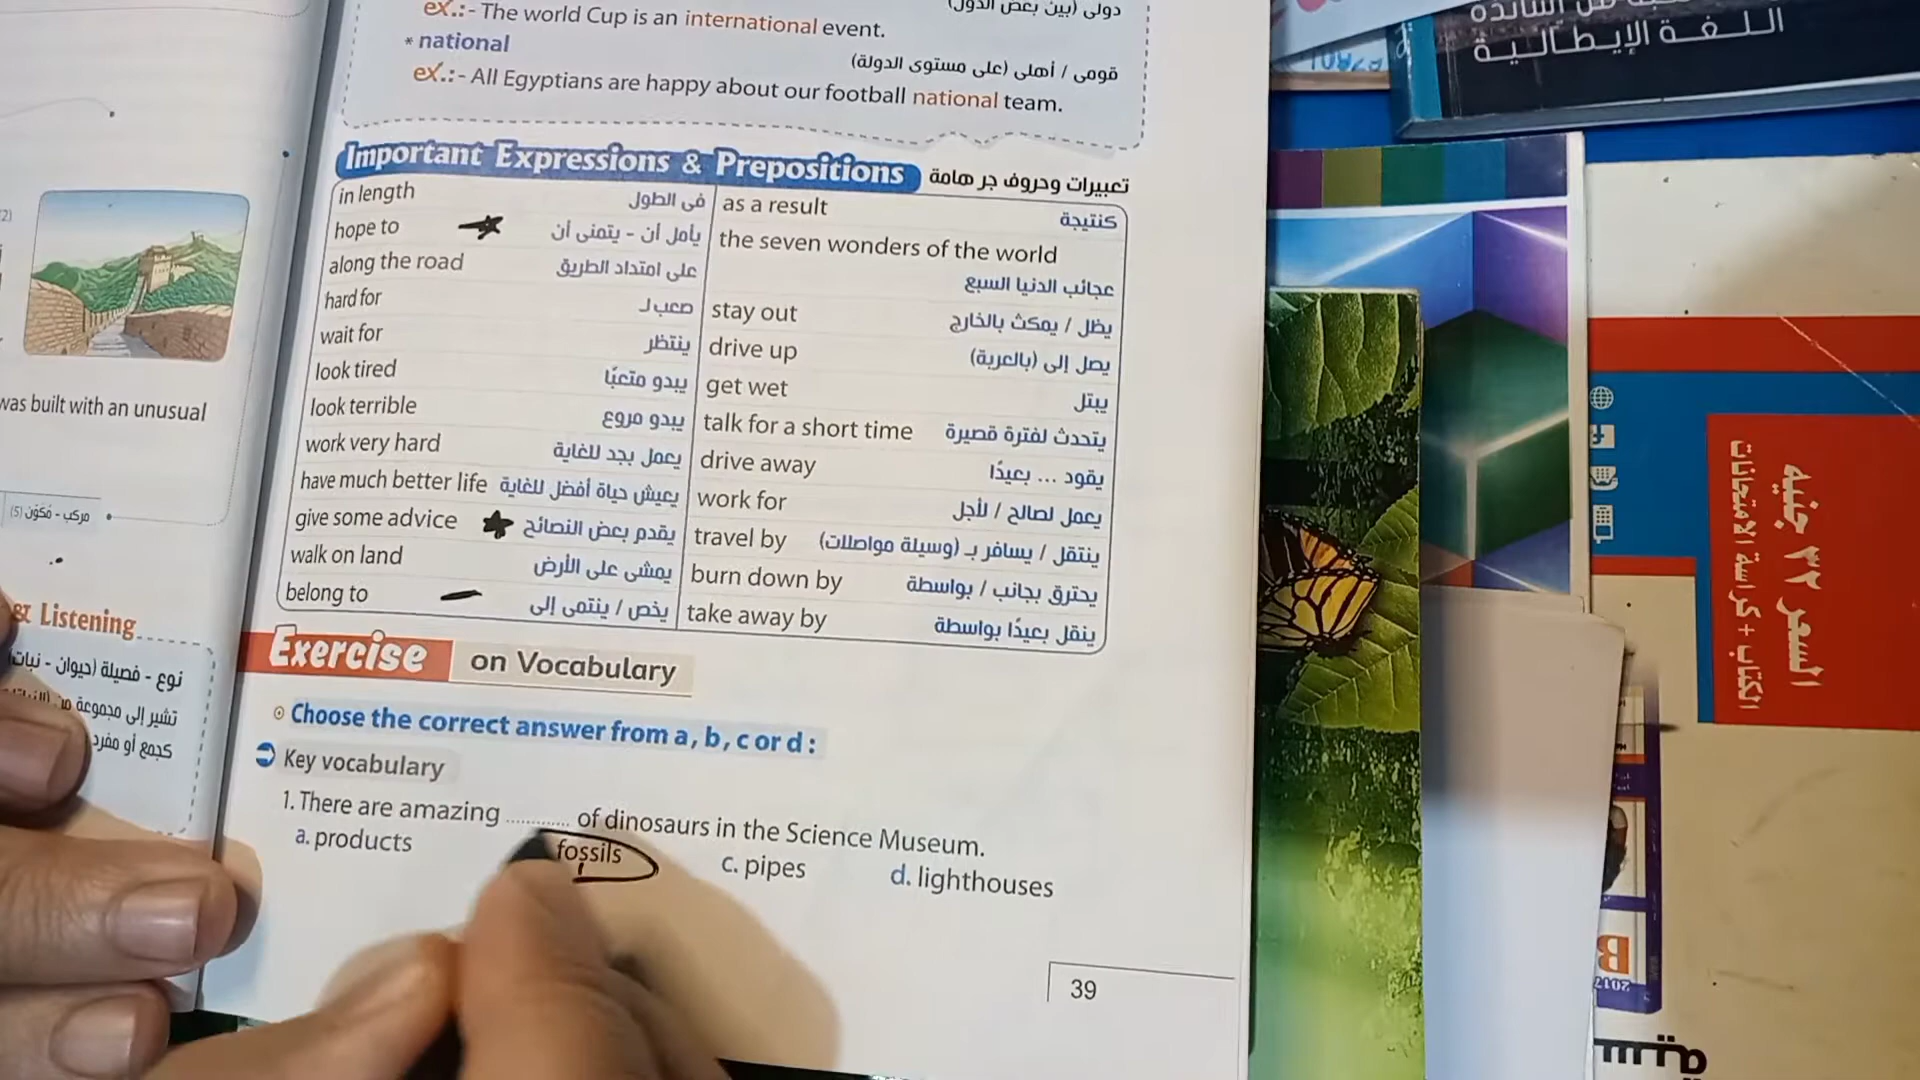 دولى (بين بعض الدول)
ex.:- The world Cup is an international event.
* national
قومى / أهلى (على مستوى الدولة)
ex.:- All Egyptians are happy about our football national team.
Important Expressions & Prepositions تعبيرات وحروف جر هامة
in length فى الطول
hope to يأمل أن - يتمنى أن
along the road على امتداد الطريق
hard for صعب لـ
wait for ينتظر
look tired يبدو متعبًا
look terrible يبدو مروع
work very hard يعمل بجد للغاية
have much better life يعيش حياة أفضل للغاية
give some advice يقدم بعض النصائح
walk on land يمشى على الأرض
belong to يخص / ينتمى إلى
as a result كنتيجة
the seven wonders of the world
عجائب الدنيا السبع
stay out يظل / يمكث بالخارج
drive up يصل إلى (بالعربة)
get wet يبتل
talk for a short time يتحدث لفترة قصيرة
drive away يقود ... بعيدًا
work for يعمل لصالح / لأجل
travel by ينتقل / يسافر بـ (وسيلة مواصلات)
burn down by يحترق بجانب / بواسطة
take away by ينقل بعيدًا بواسطة
Exercise on Vocabulary
Choose the correct answer from a, b, c or d :
Key vocabulary
1. There are amazing ............. of dinosaurs in the Science Museum.
a. products fossils c. pipes d. lighthouses
39
was built with an unusual
مركب - مُكوّن (5)
& Listening
نوع - فصيلة (حيوان - نبات)
تشير إلى مجموعة من
كجمع أو مفرد
اللغة الإيطالية
السعر ٣٢ جنيه
الكتاب + كراسة الامتحانات
B
2017